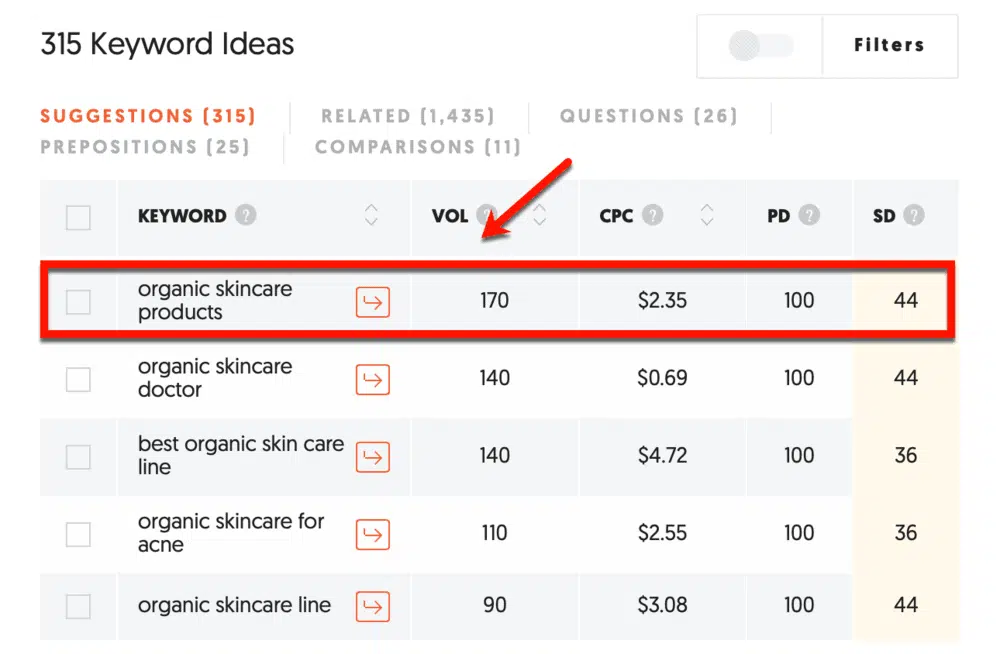 315 Keyword Ideas
Filters
SUGGESTIONS (315) RELATED (1,435) QUESTIONS (26)
PREPOSITIONS (25) COMPARISONS (11)
KEYWORD ? VOL ? CPC ? PD ? SD ?
organic skincare
products 170 $2.35 100 44
organic skincare
doctor 140 $0.69 100 44
best organic skin care
line 140 $4.72 100 36
organic skincare for
acne 110 $2.55 100 36
organic skincare line 90 $3.08 100 44